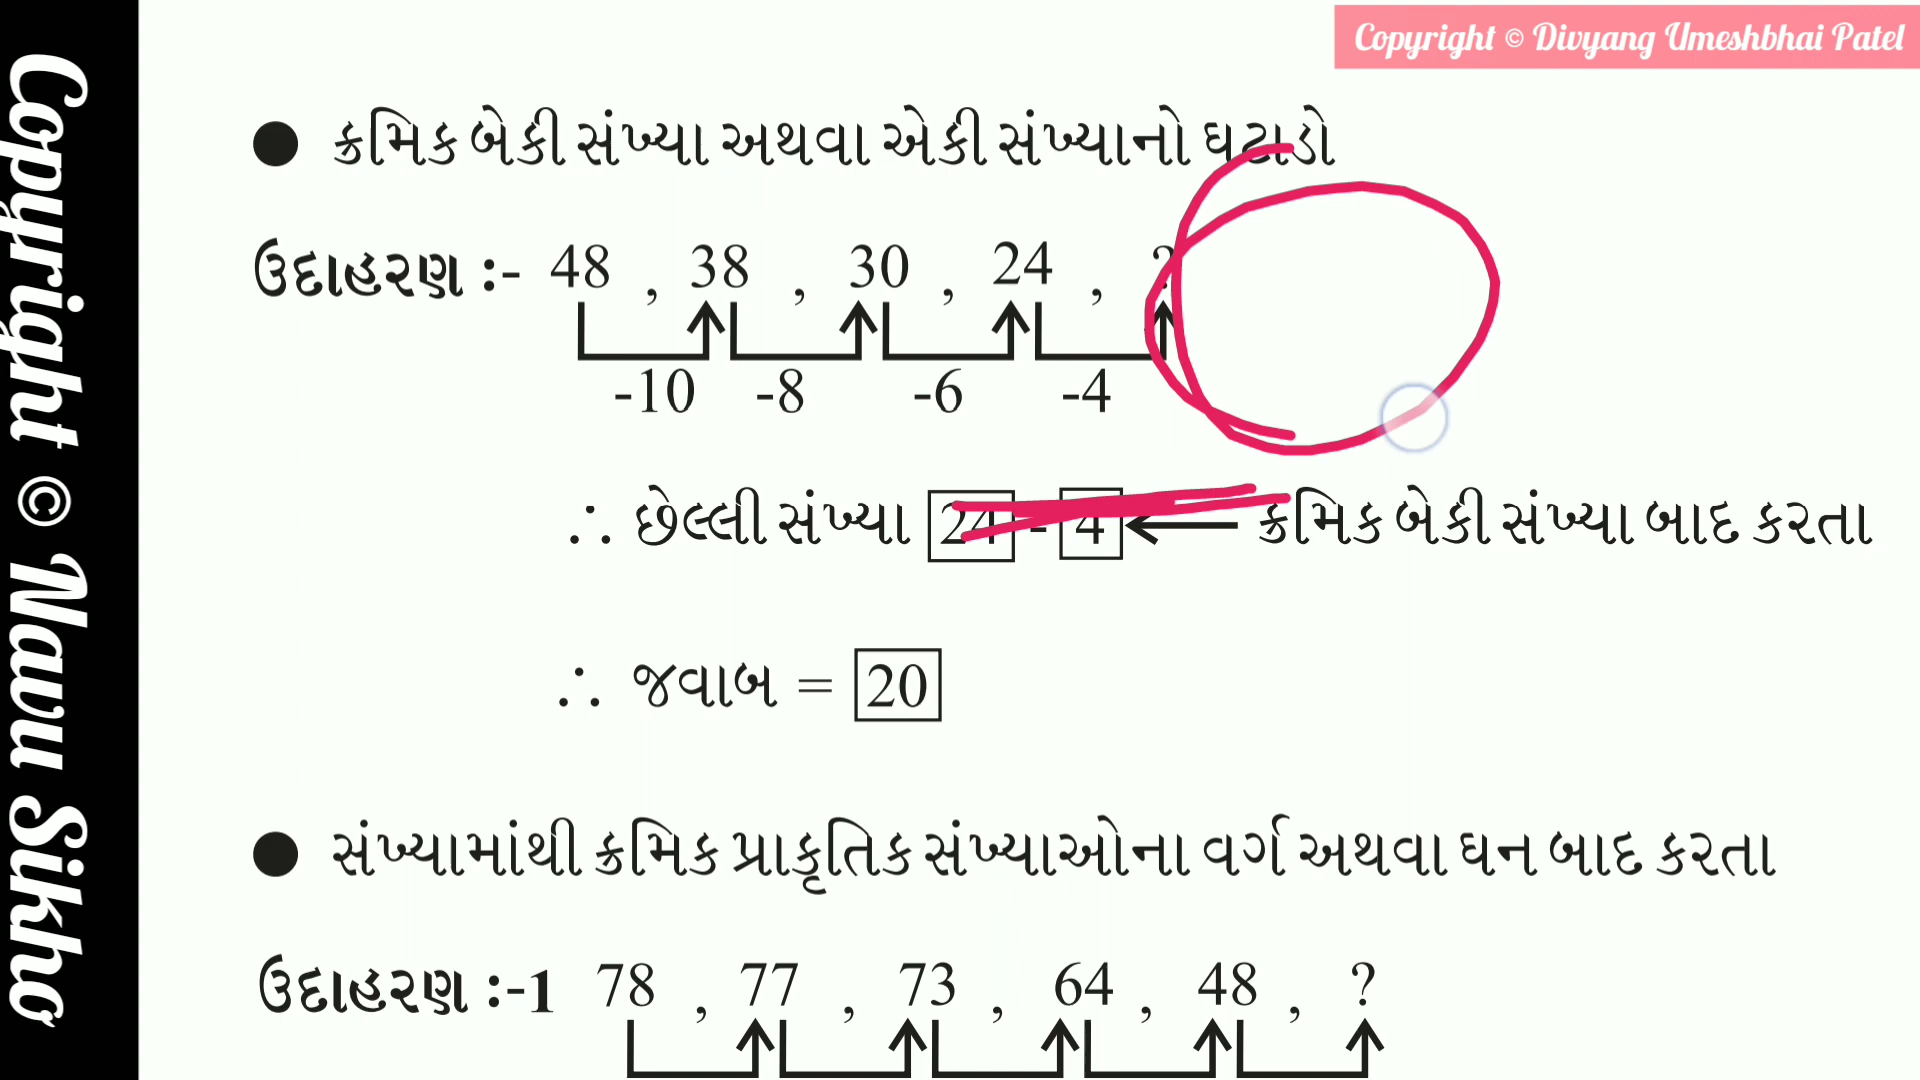 Copyright © Divyang Umeshbhai Patel
Copyright © Navu Sikho
● ક્રમિક બેકી સંખ્યા અથવા એકી સંખ્યાનો ઘટાડો
ઉદાહરણ :- 48 , 38 , 30 , 24 , ?
-10 -8 -6 -4
∴ છેલ્લી સંખ્યા 24 - 4 ← ક્રમિક બેકી સંખ્યા બાદ કરતા
∴ જવાબ = 20
● સંખ્યામાંથી ક્રમિક પ્રાકૃતિક સંખ્યાઓના વર્ગ અથવા ઘન બાદ કરતા
ઉદાહરણ :-1 78 , 77 , 73 , 64 , 48 , ?